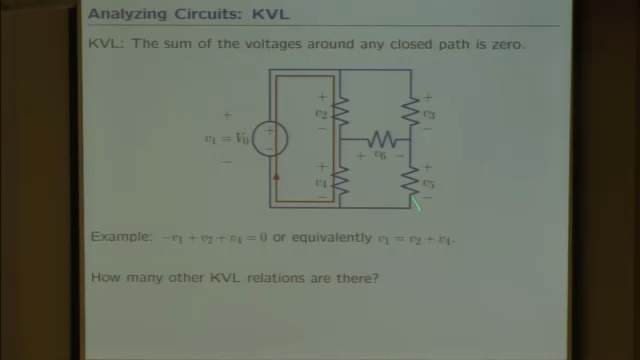 Analyzing Circuits: KVL
KVL: The sum of the voltages around any closed path is zero.
+ + +
v₂ v₃
+ − −
v₁ = V₀ +
− + v₆ −
− + +
v₄ v₅
− −
Example: −v₁ + v₂ + v₄ = 0 or equivalently v₁ = v₂ + v₄.
How many other KVL relations are there?